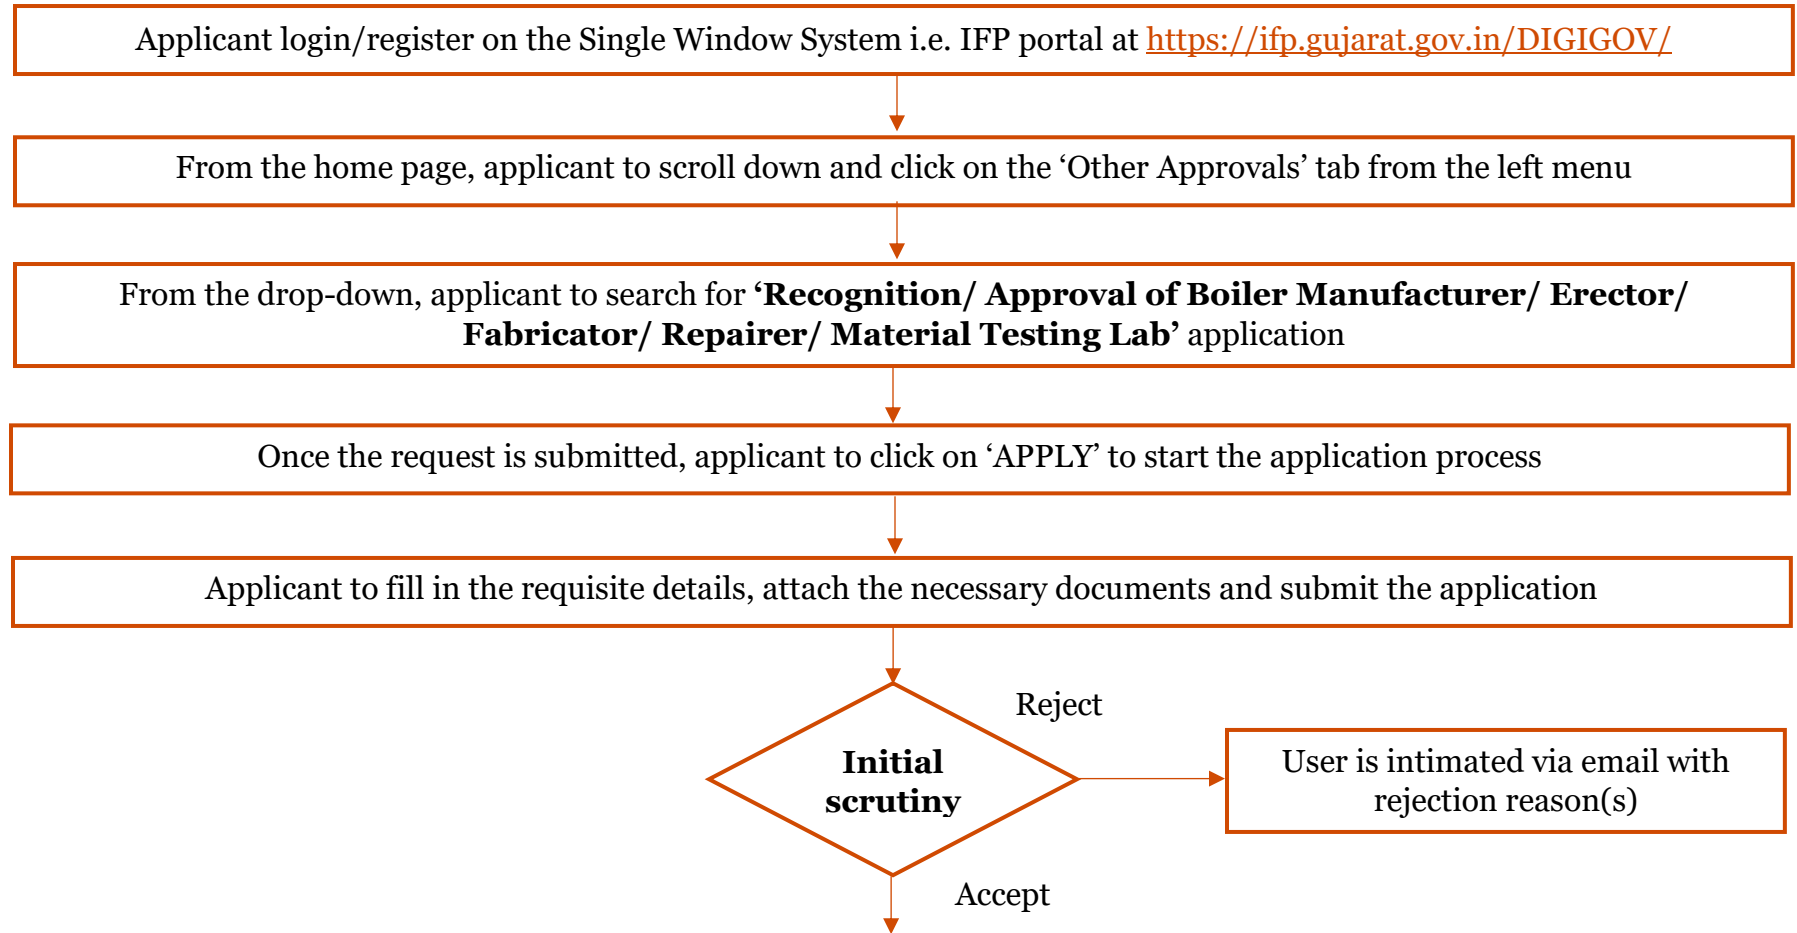 Applicant login/register on the Single Window System i.e. IFP portal at https://ifp.gujarat.gov.in/DIGIGOV/
From the home page, applicant to scroll down and click on the ‘Other Approvals’ tab from the left menu
From the drop-down, applicant to search for ‘Recognition/ Approval of Boiler Manufacturer/ Erector/
Fabricator/ Repairer/ Material Testing Lab’ application
Once the request is submitted, applicant to click on ‘APPLY’ to start the application process
Applicant to fill in the requisite details, attach the necessary documents and submit the application
Reject
Initial
scrutiny
User is intimated via email with
rejection reason(s)
Accept